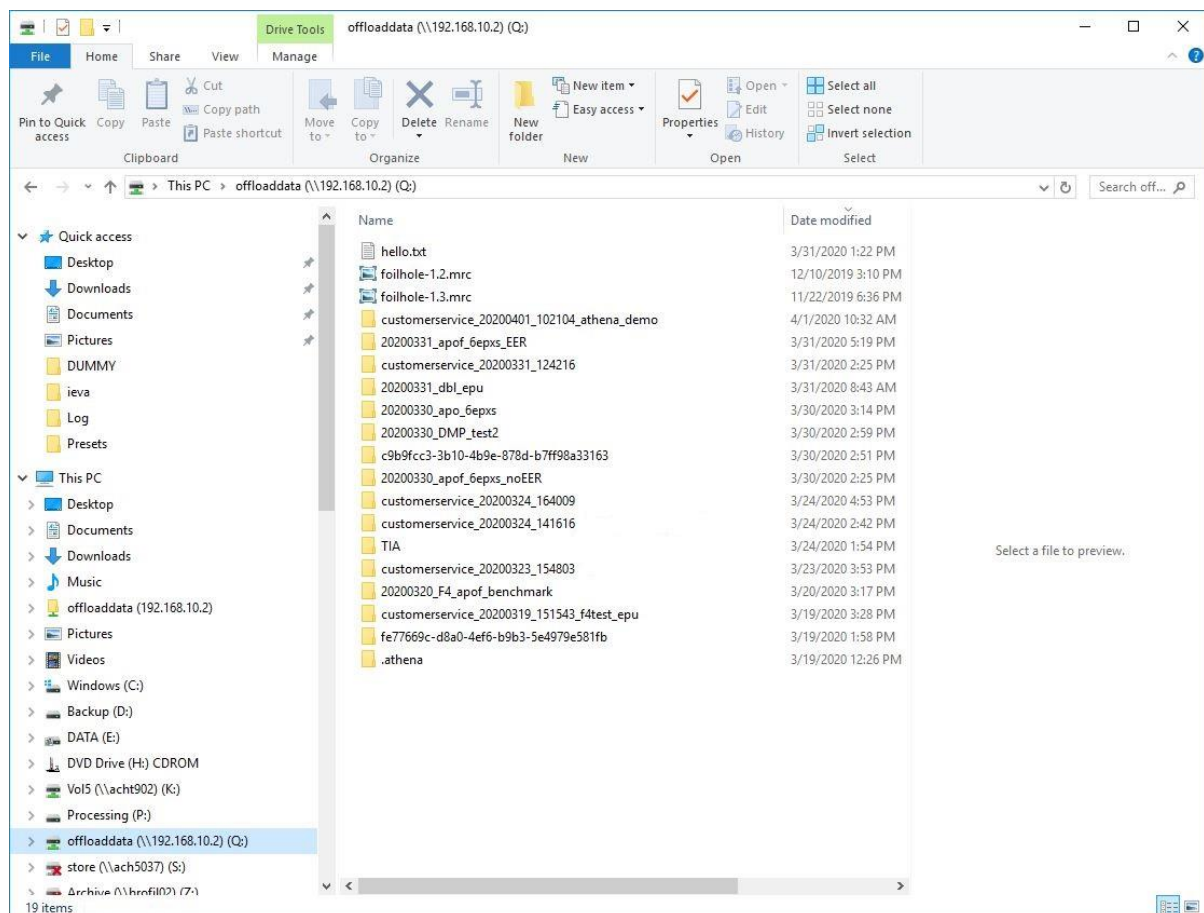 Drive Tools
offloaddata (\\192.168.10.2) (Q:)
File Home Share View Manage
Pin to Quick access
Copy
Paste
Cut
Copy path
Paste shortcut
Clipboard
Move to
Copy to
Delete
Rename
Organize
New folder
New item
Easy access
New
Properties
Open
Edit
History
Open
Select all
Select none
Invert selection
Select
This PC > offloaddata (\\192.168.10.2) (Q:)
Search off...
Quick access
Desktop
Downloads
Documents
Pictures
DUMMY
ieva
Log
Presets
This PC
Desktop
Documents
Downloads
Music
offloaddata (192.168.10.2)
Pictures
Videos
Windows (C:)
Backup (D:)
DATA (E:)
DVD Drive (H:) CDROM
Vol5 (\\acht902) (K:)
Processing (P:)
offloaddata (\\192.168.10.2) (Q:)
store (\\ach5037) (S:)
Name Date modified
hello.txt 3/31/2020 1:22 PM
foilhole-1.2.mrc 12/10/2019 3:10 PM
foilhole-1.3.mrc 11/22/2019 6:36 PM
customerservice_20200401_102104_athena_demo 4/1/2020 10:32 AM
20200331_apof_6epxs_EER 3/31/2020 5:19 PM
customerservice_20200331_124216 3/31/2020 2:25 PM
20200331_dbl_epu 3/31/2020 8:43 AM
20200330_apo_6epxs 3/30/2020 3:14 PM
20200330_DMP_test2 3/30/2020 2:59 PM
c9b9fcc3-3b10-4b9e-878d-b7ff98a33163 3/30/2020 2:51 PM
20200330_apof_6epxs_noEER 3/30/2020 2:25 PM
customerservice_20200324_164009 3/24/2020 4:53 PM
customerservice_20200324_141616 3/24/2020 2:42 PM
TIA 3/24/2020 1:54 PM
customerservice_20200323_154803 3/23/2020 3:53 PM
20200320_F4_apof_benchmark 3/20/2020 3:17 PM
customerservice_20200319_151543_f4test_epu 3/19/2020 3:28 PM
fe77669c-d8a0-4ef6-b9b3-5e4979e581fb 3/19/2020 1:58 PM
.athena 3/19/2020 12:26 PM
Select a file to preview.
19 items